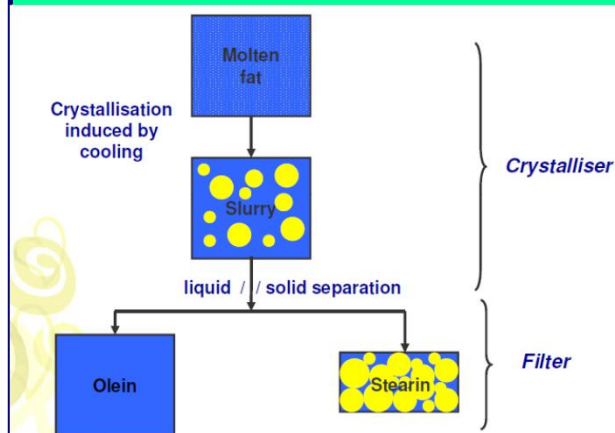 Molten
fat
Crystallisation
induced by
cooling
Crystalliser
Slurry
liquid // solid separation
Olein
Stearin
Filter